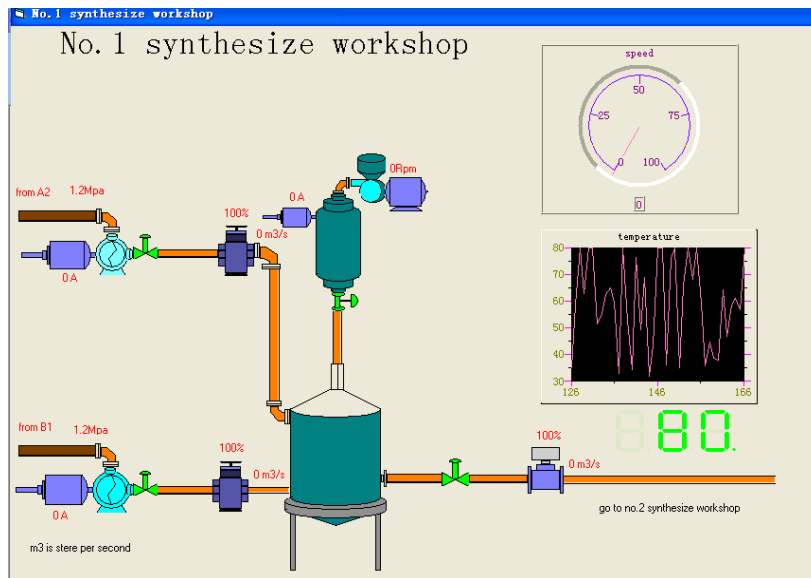 No.1 synthesize workshop
No.1 synthesize workshop
speed
50
25
75
0
100
0
from A2
1.2Mpa
100%
0 A
0Rpm
0 m3/s
0 A
temperature
80
70
60
50
40
30
126
146
166
80.
from B1
1.2Mpa
100%
0 m3/s
0 A
100%
0 m3/s
go to no.2 synthesize workshop
m3 is stere per second